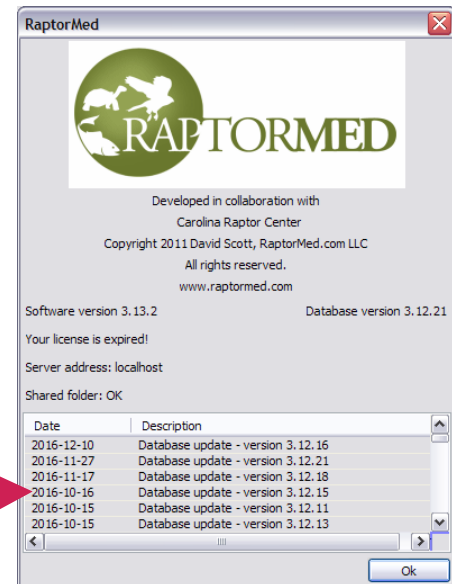 RaptorMed
RAPTORMED
Developed in collaboration with
Carolina Raptor Center
Copyright 2011 David Scott, RaptorMed.com LLC
All rights reserved.
www.raptormed.com
Software version 3.13.2 Database version 3.12.21
Your license is expired!
Server address: localhost
Shared folder: OK
Date Description
2016-12-10 Database update - version 3.12.16
2016-11-27 Database update - version 3.12.21
2016-11-17 Database update - version 3.12.18
2016-10-16 Database update - version 3.12.15
2016-10-15 Database update - version 3.12.11
2016-10-15 Database update - version 3.12.13
Ok